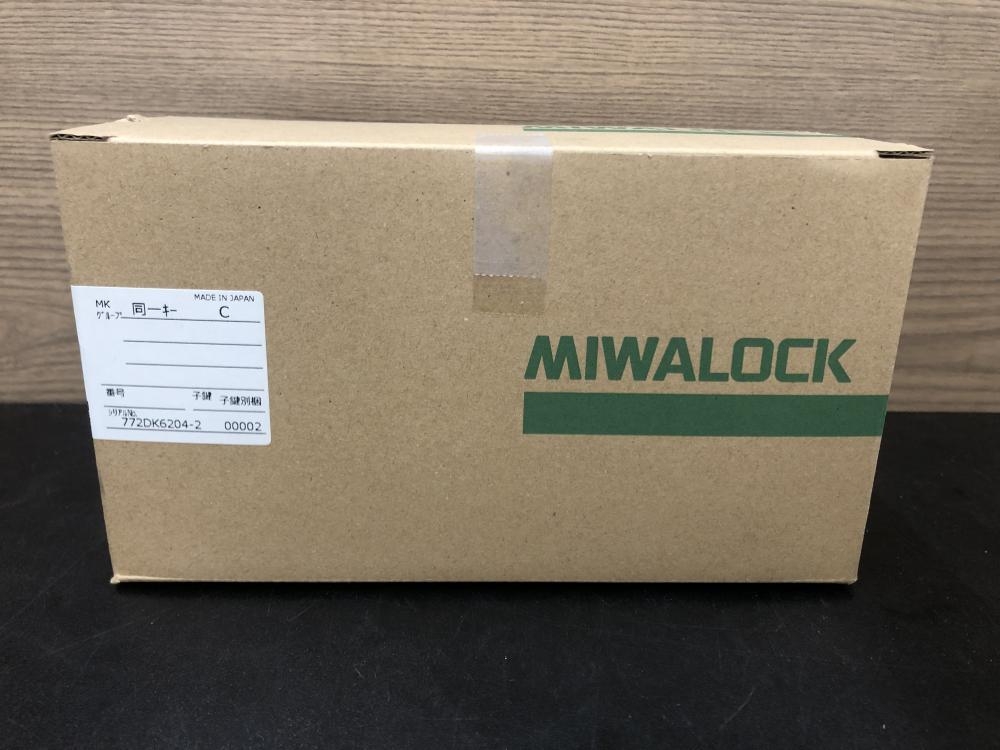 MIWALOCK
MADE IN JAPAN
MK
グループ 同一キー C
番号 子鍵 子鍵別梱
シリアルNo.
772DK6204-2 00002
MIWALOCK